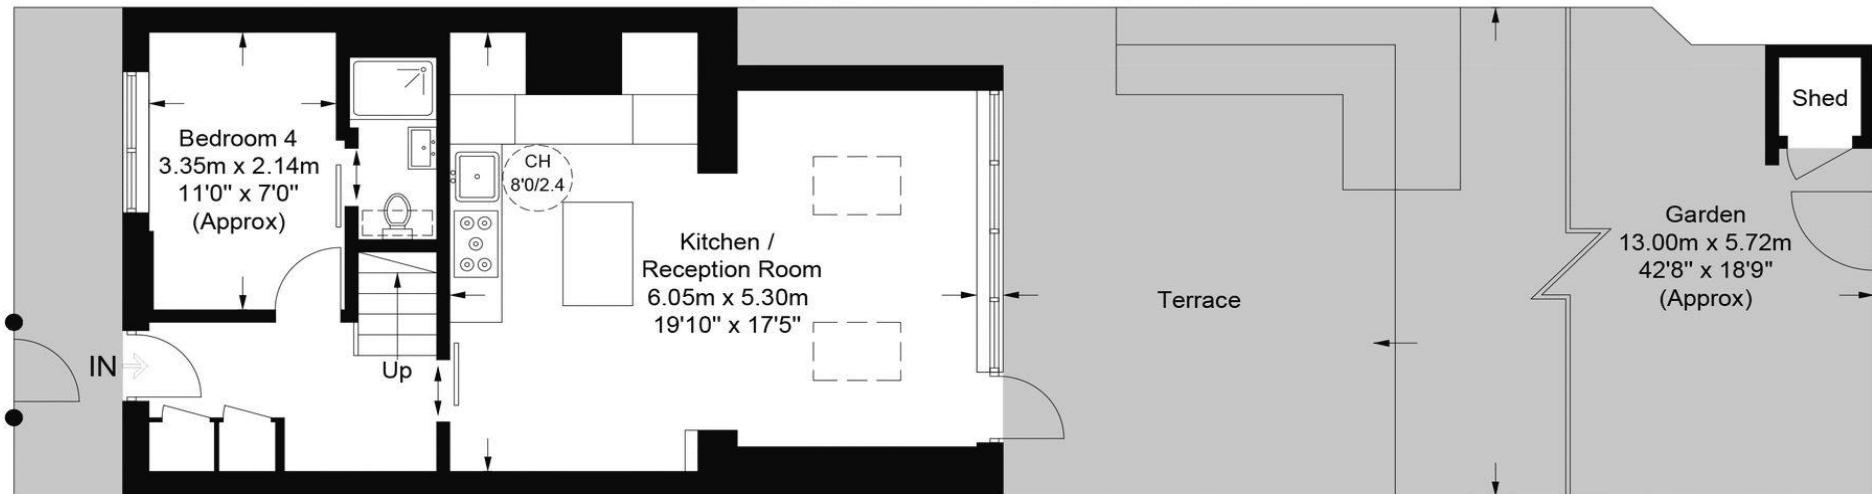 Bedroom 4
3.35m x 2.14m
11'0" x 7'0"
(Approx)
CH
8'0/2.4
Kitchen /
Reception Room
6.05m x 5.30m
19'10" x 17'5"
IN
Up
Terrace
Shed
Garden
13.00m x 5.72m
42'8" x 18'9"
(Approx)